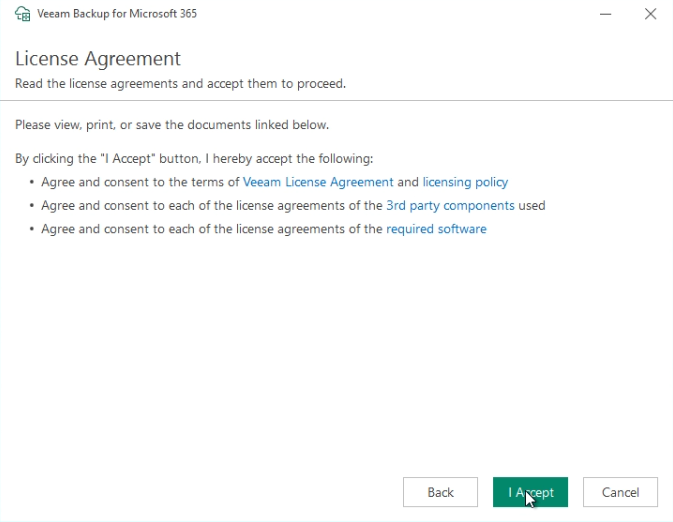 Veeam Backup for Microsoft 365
License Agreement
Read the license agreements and accept them to proceed.
Please view, print, or save the documents linked below.
By clicking the "I Accept" button, I hereby accept the following:
• Agree and consent to the terms of Veeam License Agreement and licensing policy
• Agree and consent to each of the license agreements of the 3rd party components used
• Agree and consent to each of the license agreements of the required software
Back I Accept Cancel